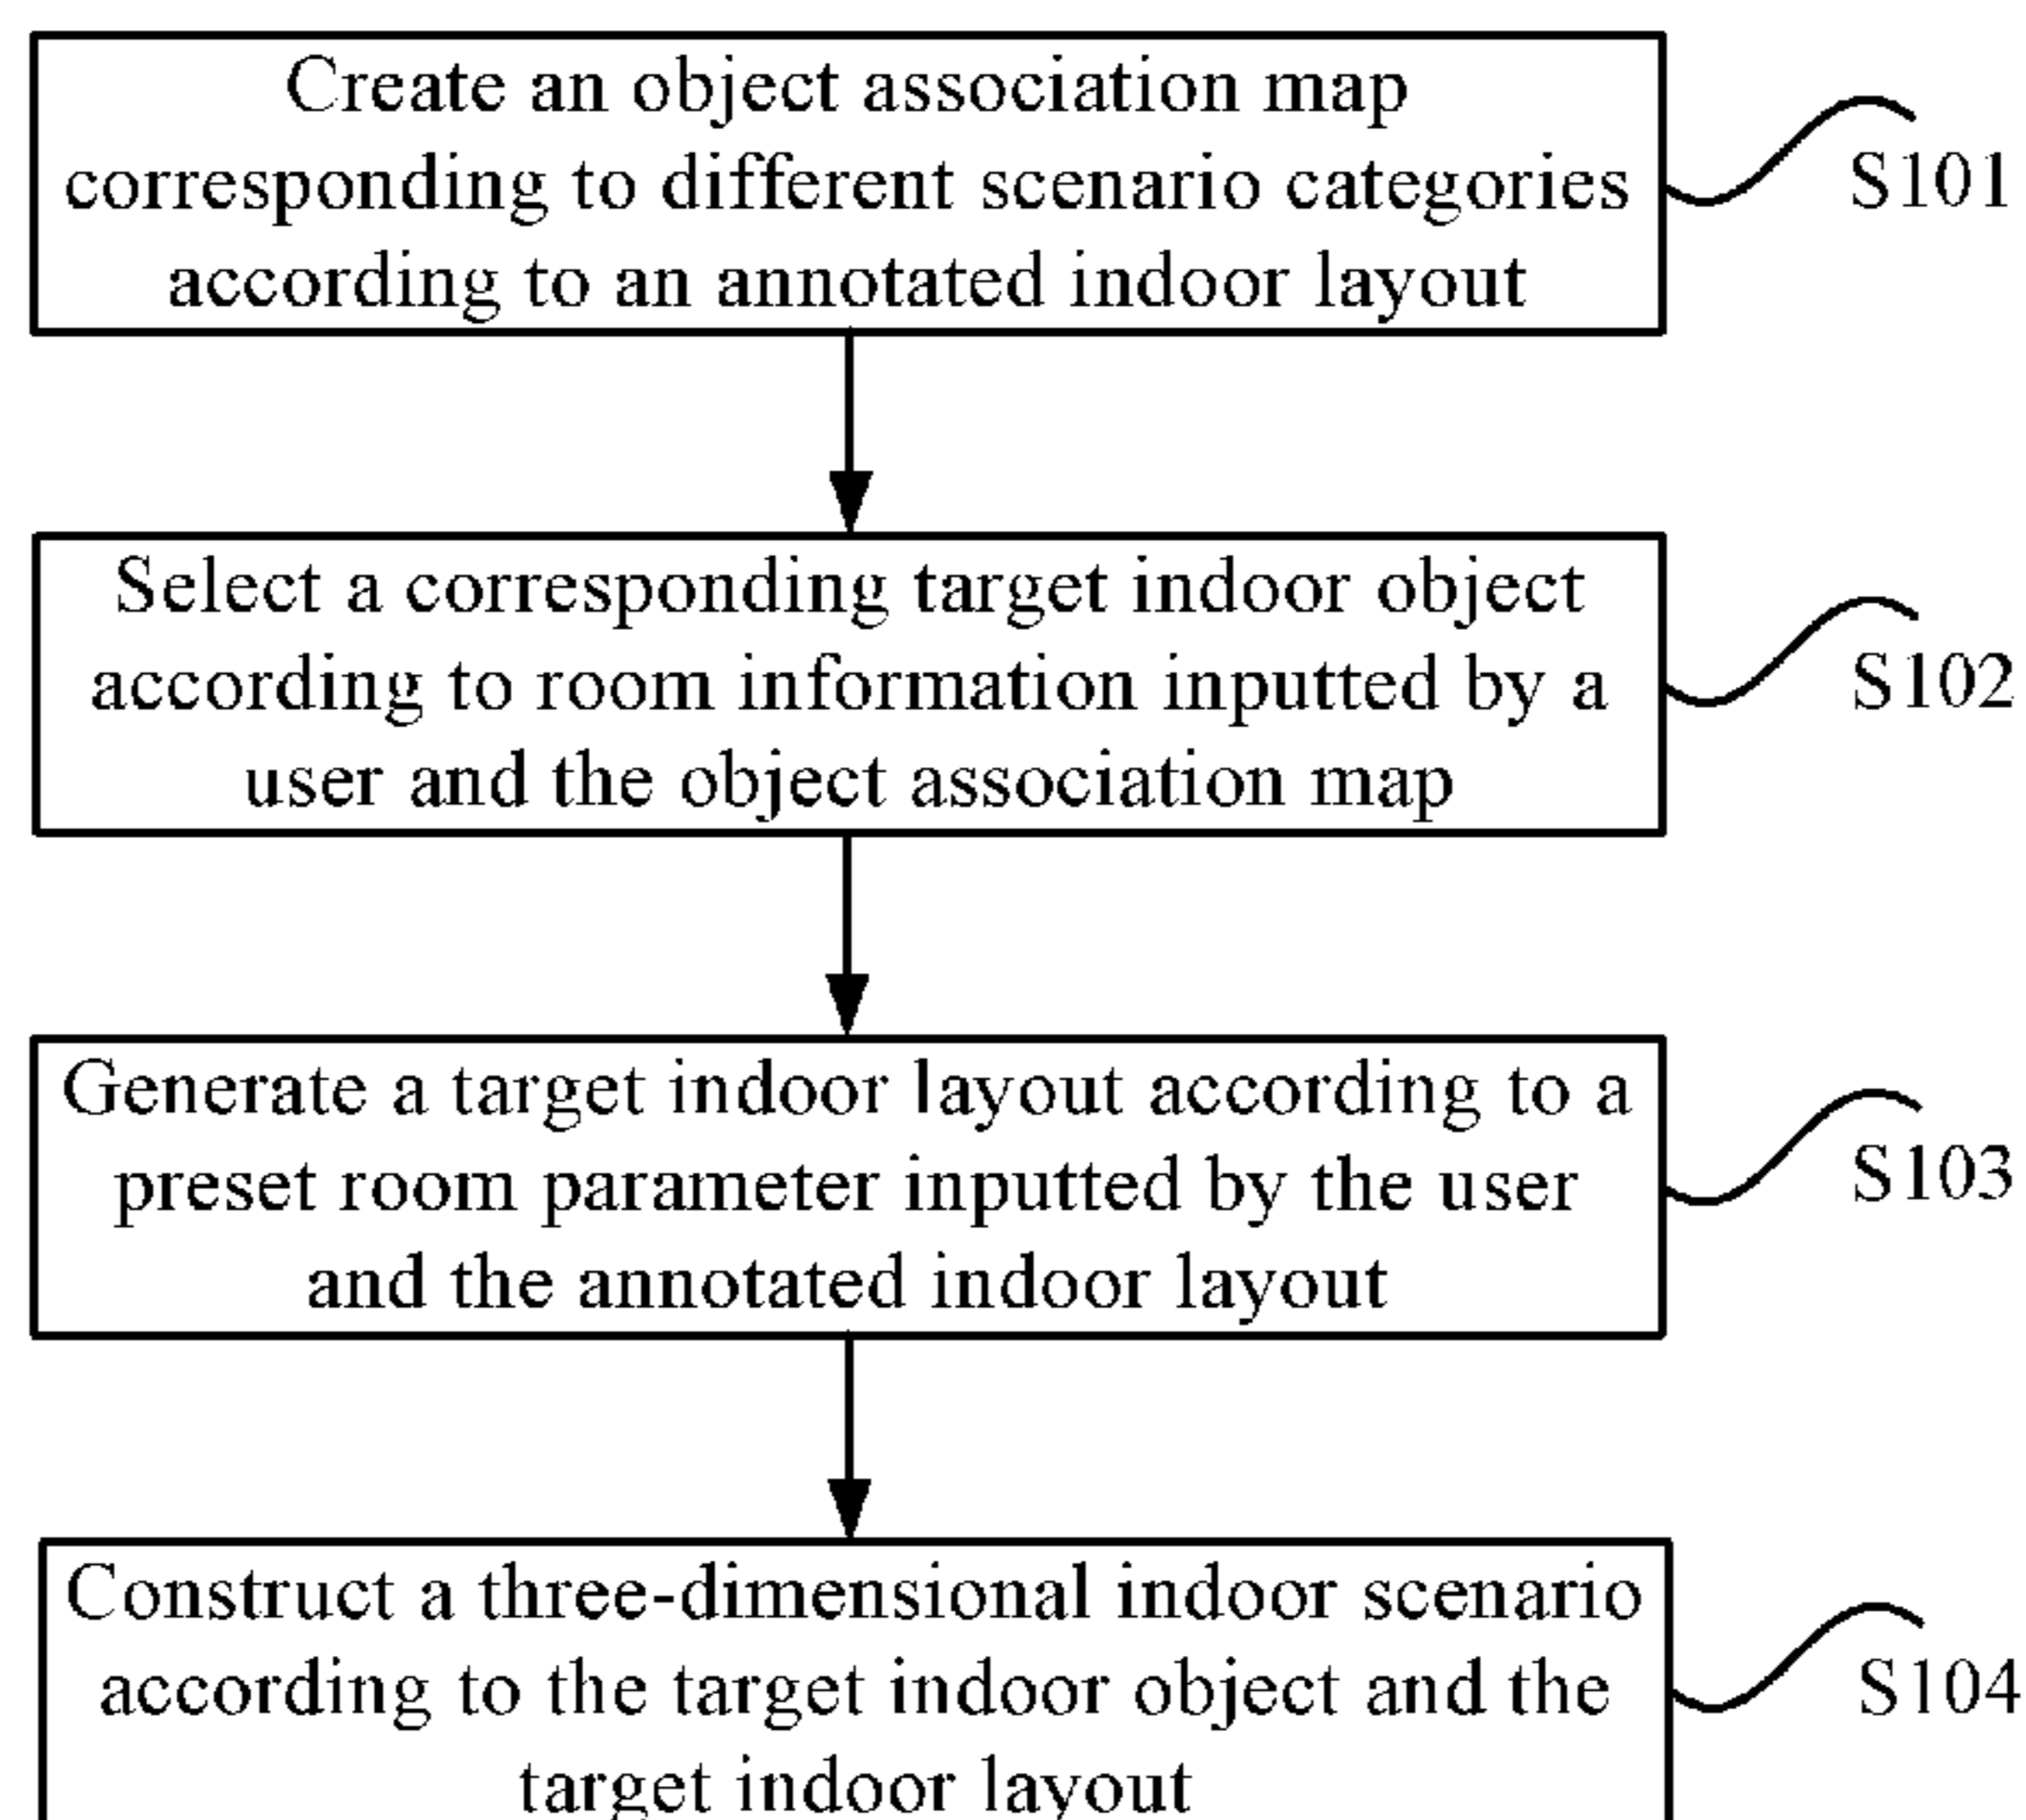 Create an object association map
corresponding to different scenario categories
according to an annotated indoor layout
S101
Select a corresponding target indoor object
according to room information inputted by a
user and the object association map
S102
Generate a target indoor layout according to a
preset room parameter inputted by the user
and the annotated indoor layout
S103
Construct a three-dimensional indoor scenario
according to the target indoor object and the
target indoor layout
S104